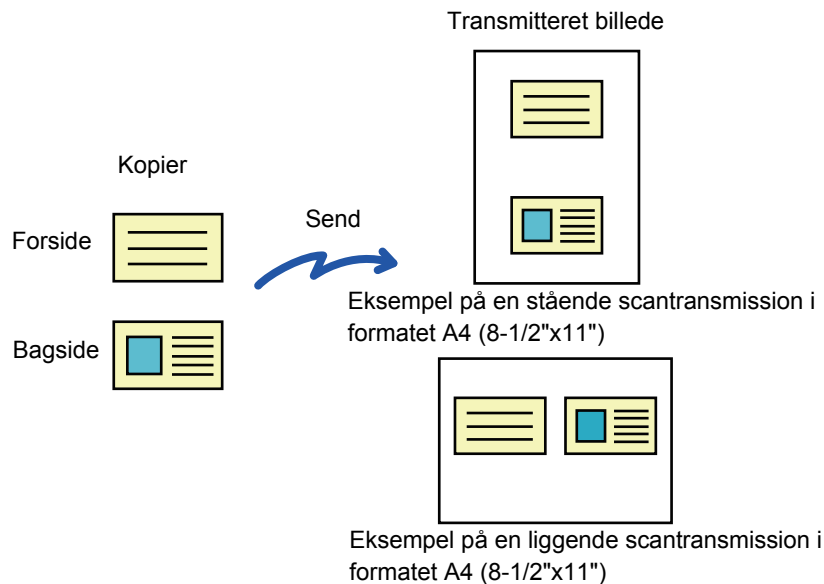 Transmitteret billede
Kopier
Forside
Send
Bagside
Eksempel på en stående scantransmission i
formatet A4 (8-1/2"x11")
Eksempel på en liggende scantransmission i
formatet A4 (8-1/2"x11")